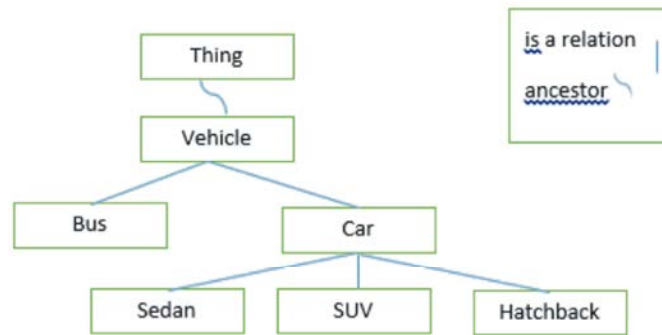 Thing
is a relation
ancestor
Vehicle
Bus
Car
Sedan
SUV
Hatchback